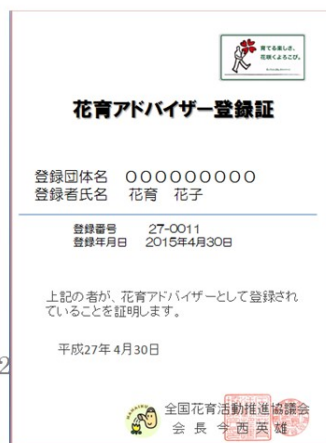 育てる楽しさ、
花咲くよろこび。
花育アドバイザー登録証
登録団体名　○○○○○○○○○
登録者氏名　花育　花子
登録番号　27-0011
登録年月日　2015年4月30日
上記の者が、花育アドバイザーとして登録され
ていることを証明します。
平成27年4月30日
2
全国花育活動推進協議会
会 長 今 西 英 雄